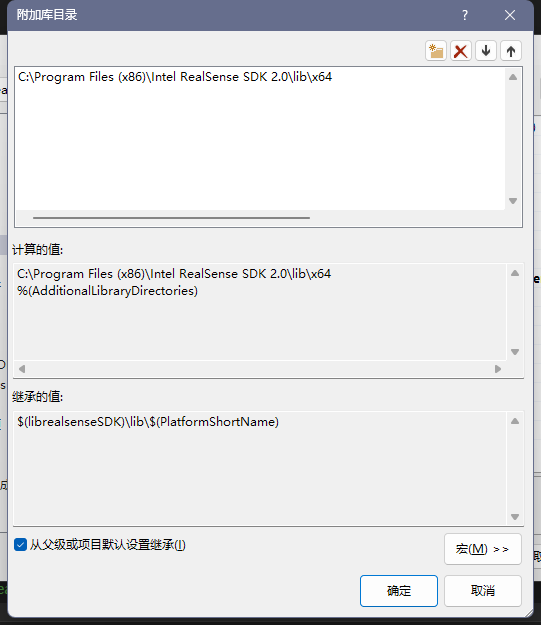 附加库目录
?
C:\Program Files (x86)\Intel RealSense SDK 2.0\lib\x64
计算的值:
C:\Program Files (x86)\Intel RealSense SDK 2.0\lib\x64
%(AdditionalLibraryDirectories)
继承的值:
$(librealsenseSDK)\lib\$(PlatformShortName)
从父级或项目默认设置继承(I)
宏(M) >>
确定
取消